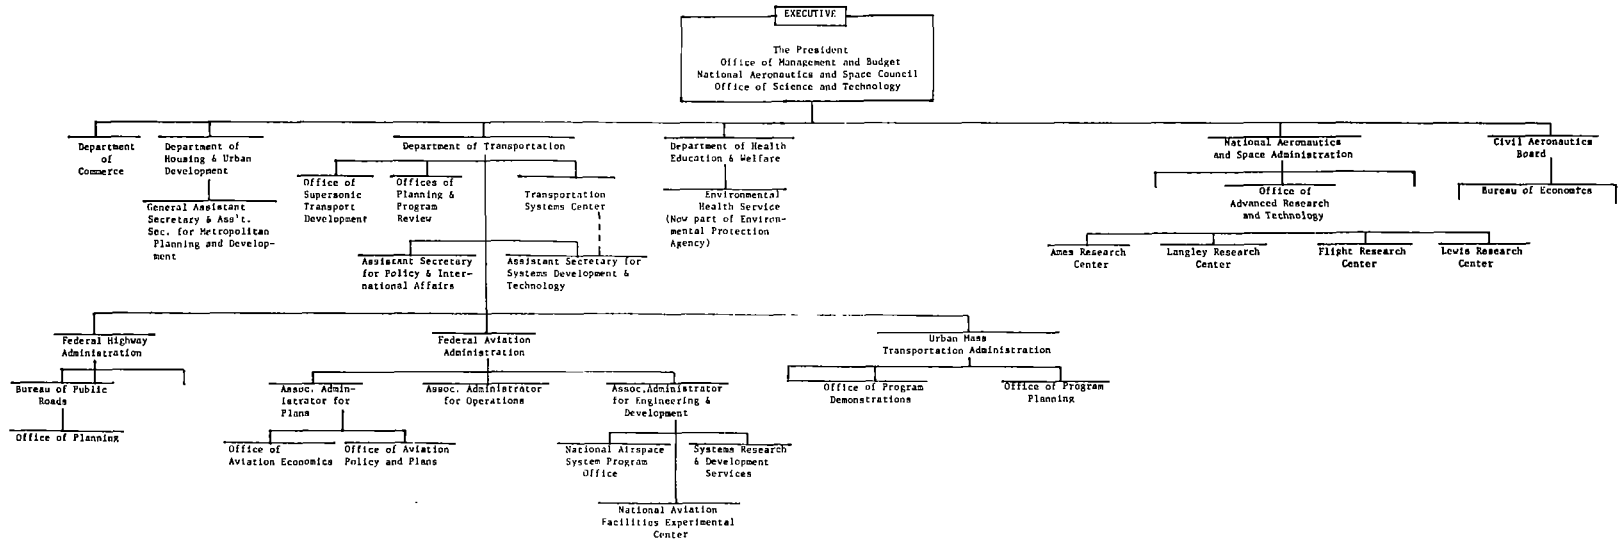 EXECUTIVE
The President
Office of Management and Budget
National Aeronautics and Space Council
Office of Science and Technology
Department
of
Commerce
Department of
Housing & Urban
Development
General Assistant
Secretary & Ass't.
Sec. for Metropolitan
Planning and Develop-
ment
Department of Transportation
Office of
Supersonic
Transport
Development
Offices of
Planning &
Program
Review
Transportation
Systems Center
Assistant Secretary
for Policy & Inter-
national Affairs
Assistant Secretary for
Systems Development &
Technology
Department of Health
Education & Welfare
Environmental
Health Service
(Now part of Environ-
mental Protection
Agency)
National Aeronautics
and Space Administration
Office of
Advanced Research
and Technology
Ames Research
Center
Langley Research
Center
Flight Research
Center
Lewis Research
Center
Civil Aeronautics
Board
Bureau of Economics
Federal Highway
Administration
Bureau of Public
Roads
Office of Planning
Federal Aviation
Administration
Assoc. Admin-
istrator for
Plans
Office of
Aviation Economics
Office of Aviation
Policy and Plans
Assoc. Administrator
for Operations
Assoc.Administrator
for Engineering &
Development
National Airspace
System Program
Office
Systems Research
& Development
Services
National Aviation
Facilities Experimental
Center
Urban Mass
Transportation Administration
Office of Program
Demonstrations
Office of Program
Planning